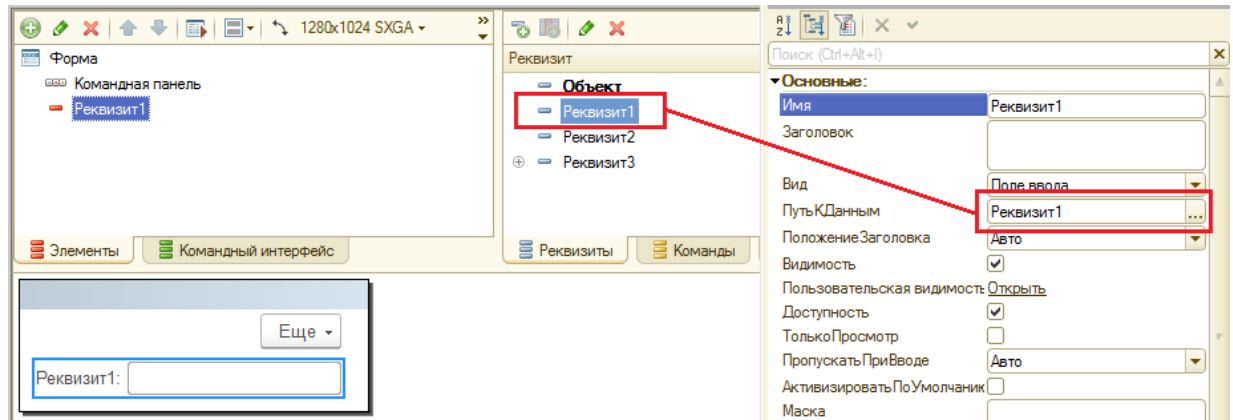 1280x1024 SXGA
Форма
Командная панель
Реквизит1
Элементы
Командный интерфейс
Реквизит
Объект
Реквизит1
Реквизит2
Реквизит3
Реквизиты
Команды
Поиск (Ctrl+Alt+I)
Основные:
Имя Реквизит1
Заголовок
Вид Поле ввода
ПутьКДанным Реквизит1 ...
ПоложениеЗаголовка Авто
Видимость
Пользовательская видимость Открыть
Доступность
ТолькоПросмотр
ПропускатьПриВводе Авто
АктивизироватьПоУмолчани
Маска
Еще
Реквизит1: